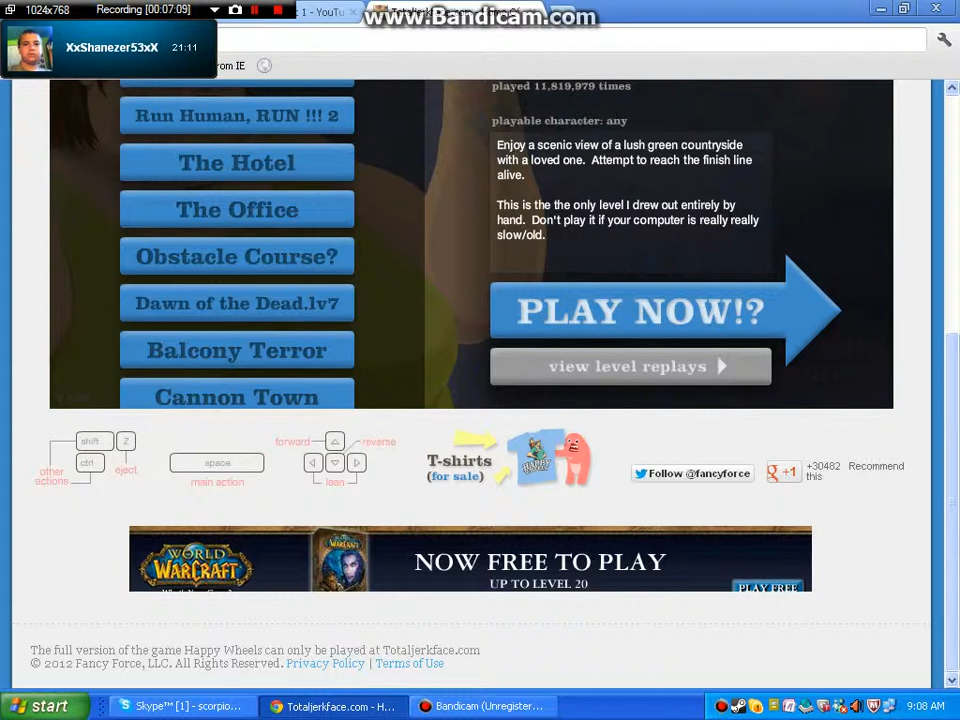 1024x768 Recording [00:07:09]
www.Bandicam.com
1 - YouTu
XxShanezer53xX 21:11
rom IE
played 11,819,979 times
Run Human, RUN !!! 2
playable character: any
The Hotel
The Office
Obstacle Course?
Dawn of the Dead.lv7
Balcony Terror
Cannon Town
Enjoy a scenic view of a lush green countryside
with a loved one. Attempt to reach the finish line
alive.
This is the the only level I drew out entirely by
hand. Don't play it if your computer is really really
slow/old.
PLAY NOW!?
view level replays
shift Z
ctrl
other
actions
eject
space
main action
forward
reverse
lean
T-shirts
(for sale)
Follow @fancyforce
g +1
+30482 Recommend
this
WORLD
WARCRAFT
NOW FREE TO PLAY
UP TO LEVEL 20
PLAY FREE
The full version of the game Happy Wheels can only be played at Totaljerkface.com
© 2012 Fancy Force, LLC. All Rights Reserved. Privacy Policy | Terms of Use
start
Skype™ [1] - scorpio...
Totaljerkface.com - H...
Bandicam (Unregister...
9:08 AM